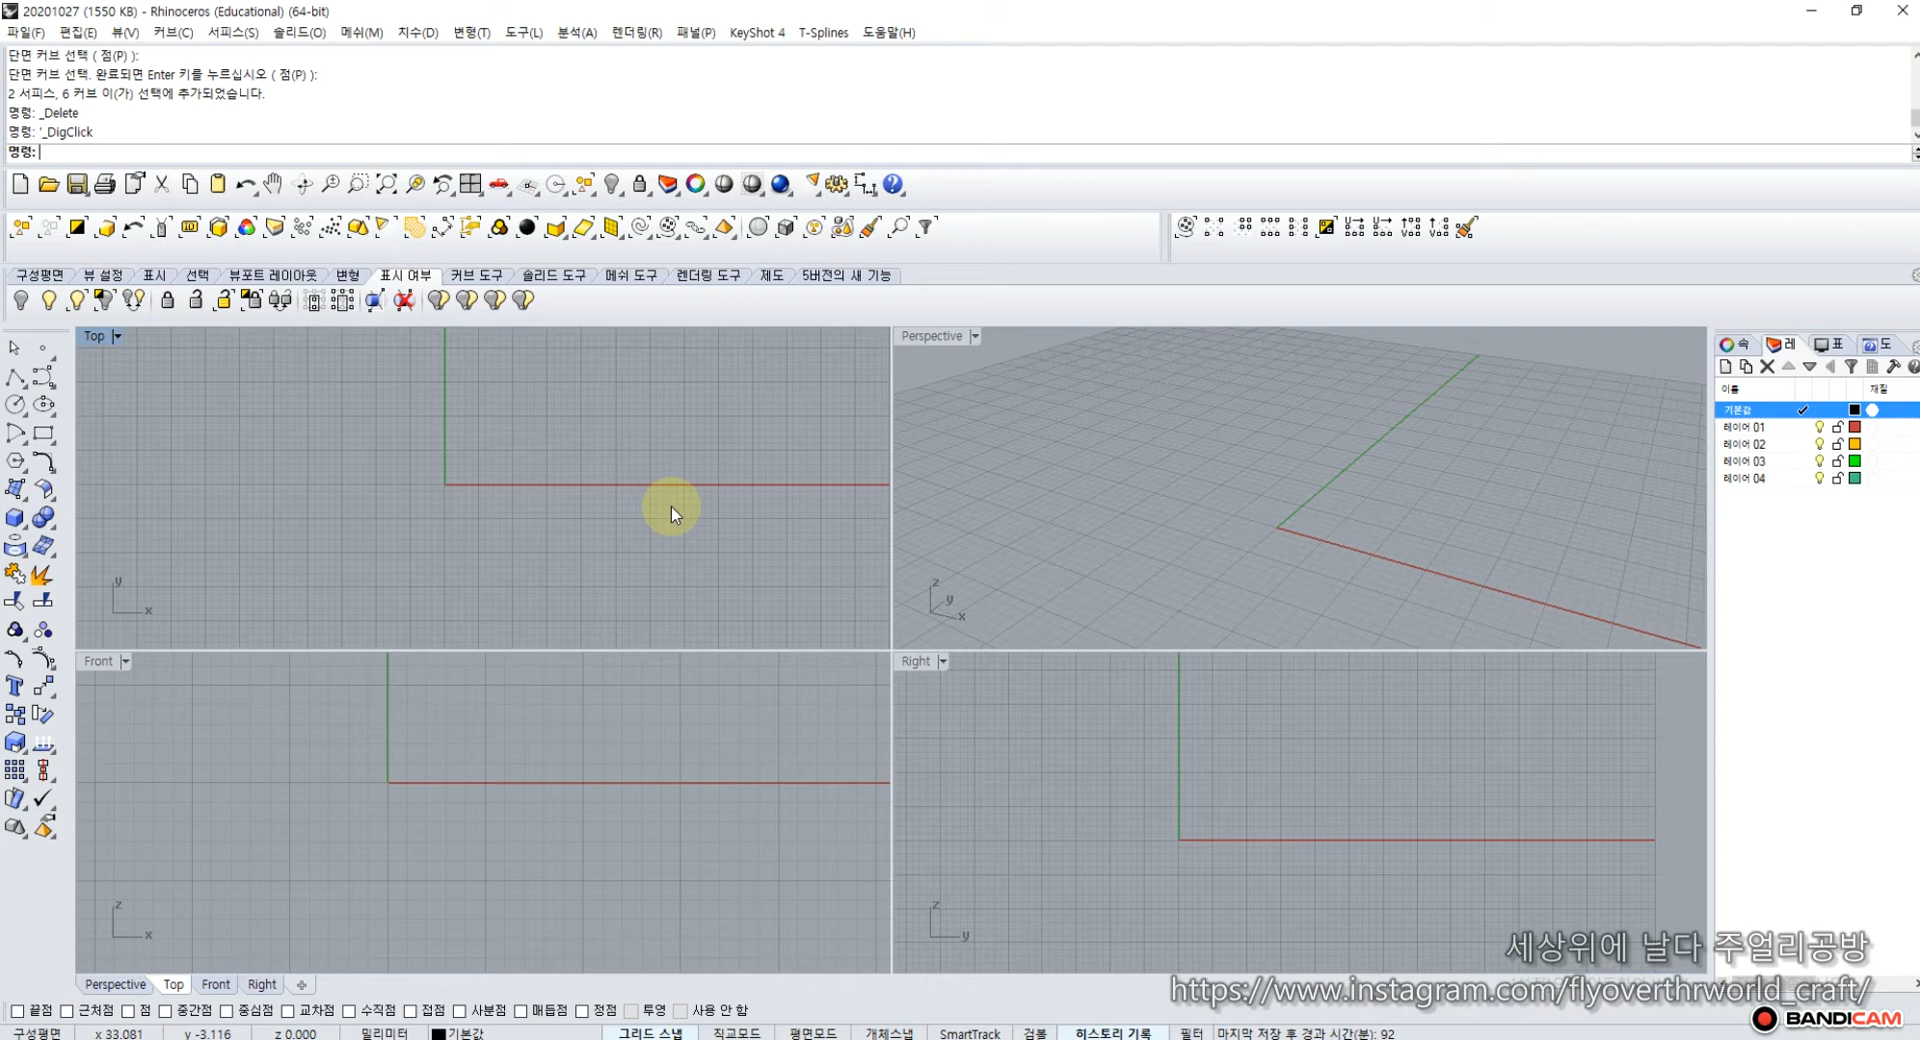 20201027 (1550 KB) - Rhinoceros (Educational) (64-bit)
파일(F) 편집(E) 뷰(V) 커브(C) 서피스(S) 솔리드(O) 메쉬(M) 치수(D) 변형(T) 도구(L) 분석(A) 렌더링(R) 패널(P) KeyShot 4 T-Splines 도움말(H)
단면 커브 선택 ( 점(P) ):
단면 커브 선택. 완료되면 Enter 키를 누르십시오 ( 점(P) ):
2 서피스, 6 커브 이(가) 선택에 추가되었습니다.
명령: _Delete
명령: '_DigClick
명령:
구성평면 뷰 설정 표시 선택 뷰포트 레이아웃 변형 표시 여부 커브 도구 솔리드 도구 메쉬 도구 렌더링 도구 제도 5버전의 새 기능
Top
Perspective
속 레 표 도
이름 재질
기본값
레이어 01
레이어 02
레이어 03
레이어 04
y
x
z
y
x
Front
Right
z
x
z
y
세상위에 날다 주얼리공방
https://www.instagram.com/flyoverthrworld_craft/
BANDICAM
Perspective Top Front Right
끝점 근처점 점 중간점 중심점 교차점 수직점 접점 사분점 매듭점 정점 투영 사용 안 함
구성평면 x 33.081 y -3.116 z 0.000 밀리미터 기본값 그리드 스냅 직교모드 평면모드 개체스냅 SmartTrack 검볼 히스토리 기록 필터 마지막 저장 후 경과 시간(분): 92